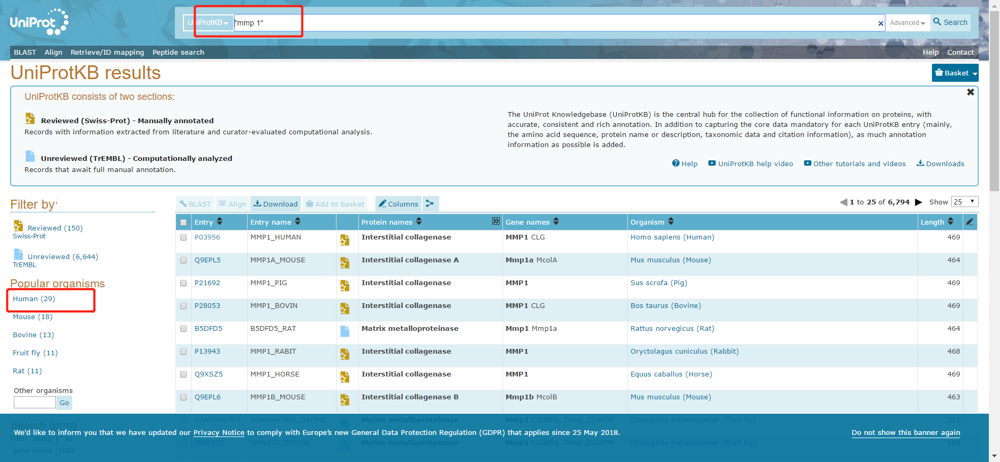 UniProt
UniProtKB "mmp 1" Advanced Search
BLAST Align Retrieve/ID mapping Peptide search Help Contact
UniProtKB results
Basket
UniProtKB consists of two sections:
Reviewed (Swiss-Prot) - Manually annotated
Records with information extracted from literature and curator-evaluated computational analysis.
Unreviewed (TrEMBL) - Computationally analyzed
Records that await full manual annotation.
The UniProt Knowledgebase (UniProtKB) is the central hub for the collection of functional information on proteins, with
accurate, consistent and rich annotation. In addition to capturing the core data mandatory for each UniProtKB entry (mainly,
the amino acid sequence, protein name or description, taxonomic data and citation information), as much annotation
information as possible is added.
Help UniProtKB help video Other tutorials and videos Downloads
Filter by i
Reviewed (150)
Swiss-Prot
Unreviewed (6,644)
TrEMBL
Popular organisms
Human (29)
Mouse (18)
Bovine (13)
Fruit fly (11)
Rat (11)
Other organisms
Go
Search terms
Filter "mmp 1" as:
gene name (160)
BLAST Align Download Add to basket Columns
1 to 25 of 6,794 Show 25
Entry Entry name Protein names Gene names Organism Length
P03956 MMP1_HUMAN Interstitial collagenase MMP1 CLG Homo sapiens (Human) 469
Q9EPL5 MMP1A_MOUSE Interstitial collagenase A Mmp1a McolA Mus musculus (Mouse) 464
P21692 MMP1_PIG Interstitial collagenase MMP1 Sus scrofa (Pig) 469
P28053 MMP1_BOVIN Interstitial collagenase MMP1 CLG Bos taurus (Bovine) 469
B5DFD5 B5DFD5_RAT Matrix metalloproteinase Mmp1 Mmp1a Rattus norvegicus (Rat) 464
P13943 MMP1_RABIT Interstitial collagenase MMP1 Oryctolagus cuniculus (Rabbit) 468
Q9XSZ5 MMP1_HORSE Interstitial collagenase MMP1 Equus caballus (Horse) 469
Q9EPL6 MMP1B_MOUSE Interstitial collagenase B Mmp1b McolB Mus musculus (Mouse) 463
A0A0B4K7H5 A0A0B4K7H5_DROME Matrix metalloproteinase Mmp1 CG4859, Dmel_CG4859 Drosophila melanogaster (Fruit fly) 512
Q9W122 Q9W122_DROME Matrix metalloproteinase Mmp1 CG4859, Dmel_CG4859 Drosophila melanogaster (Fruit fly) 584
We'd like to inform you that we have updated our Privacy Notice to comply with Europe's new General Data Protection Regulation (GDPR) that applies since 25 May 2018.
Do not show this banner again